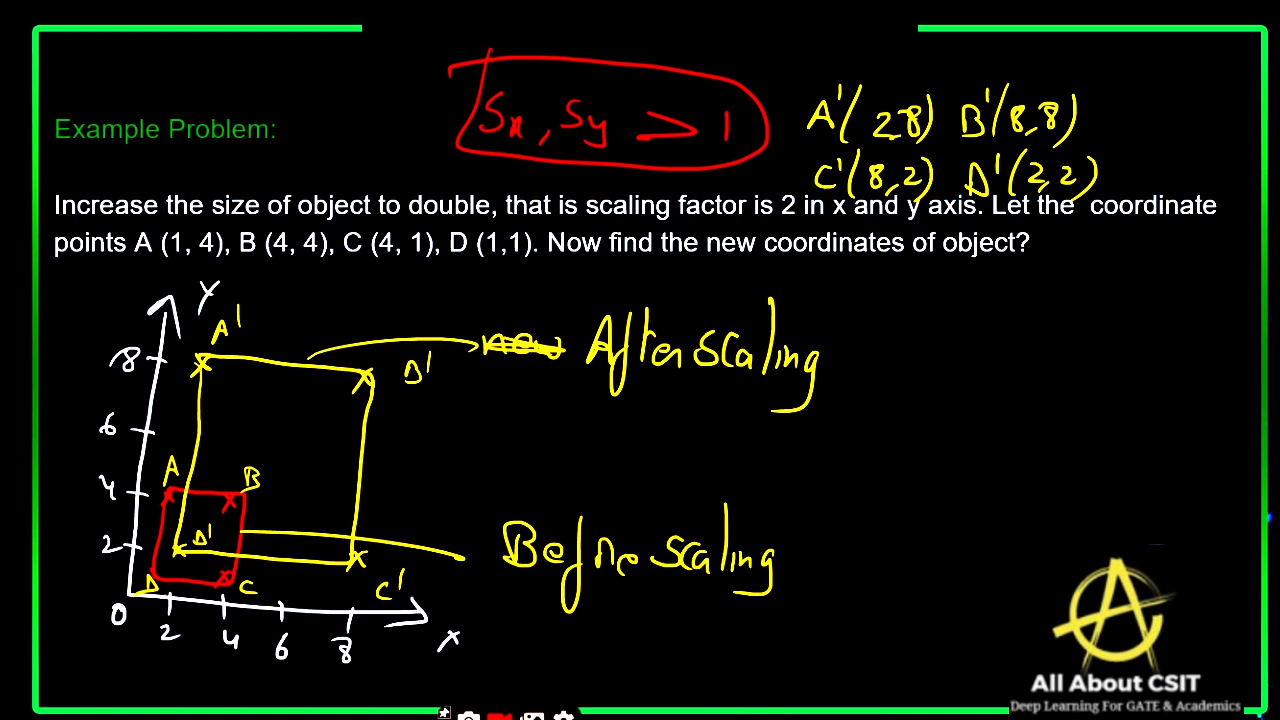 Sx, Sy > 1
A'(2,8) B'(8,8)
Example Problem:
C'(8,2) D'(2,2)
Increase the size of object to double, that is scaling factor is 2 in x and y axis. Let the coordinate
points A (1, 4), B (4, 4), C (4, 1), D (1,1). Now find the new coordinates of object?
Y
A'
8
B'
new After scaling
6
A
B
4
2
D'
Before scaling
D
C
C'
0
2
4
6
8
X
All About CSIT
Deep Learning For GATE & Academics